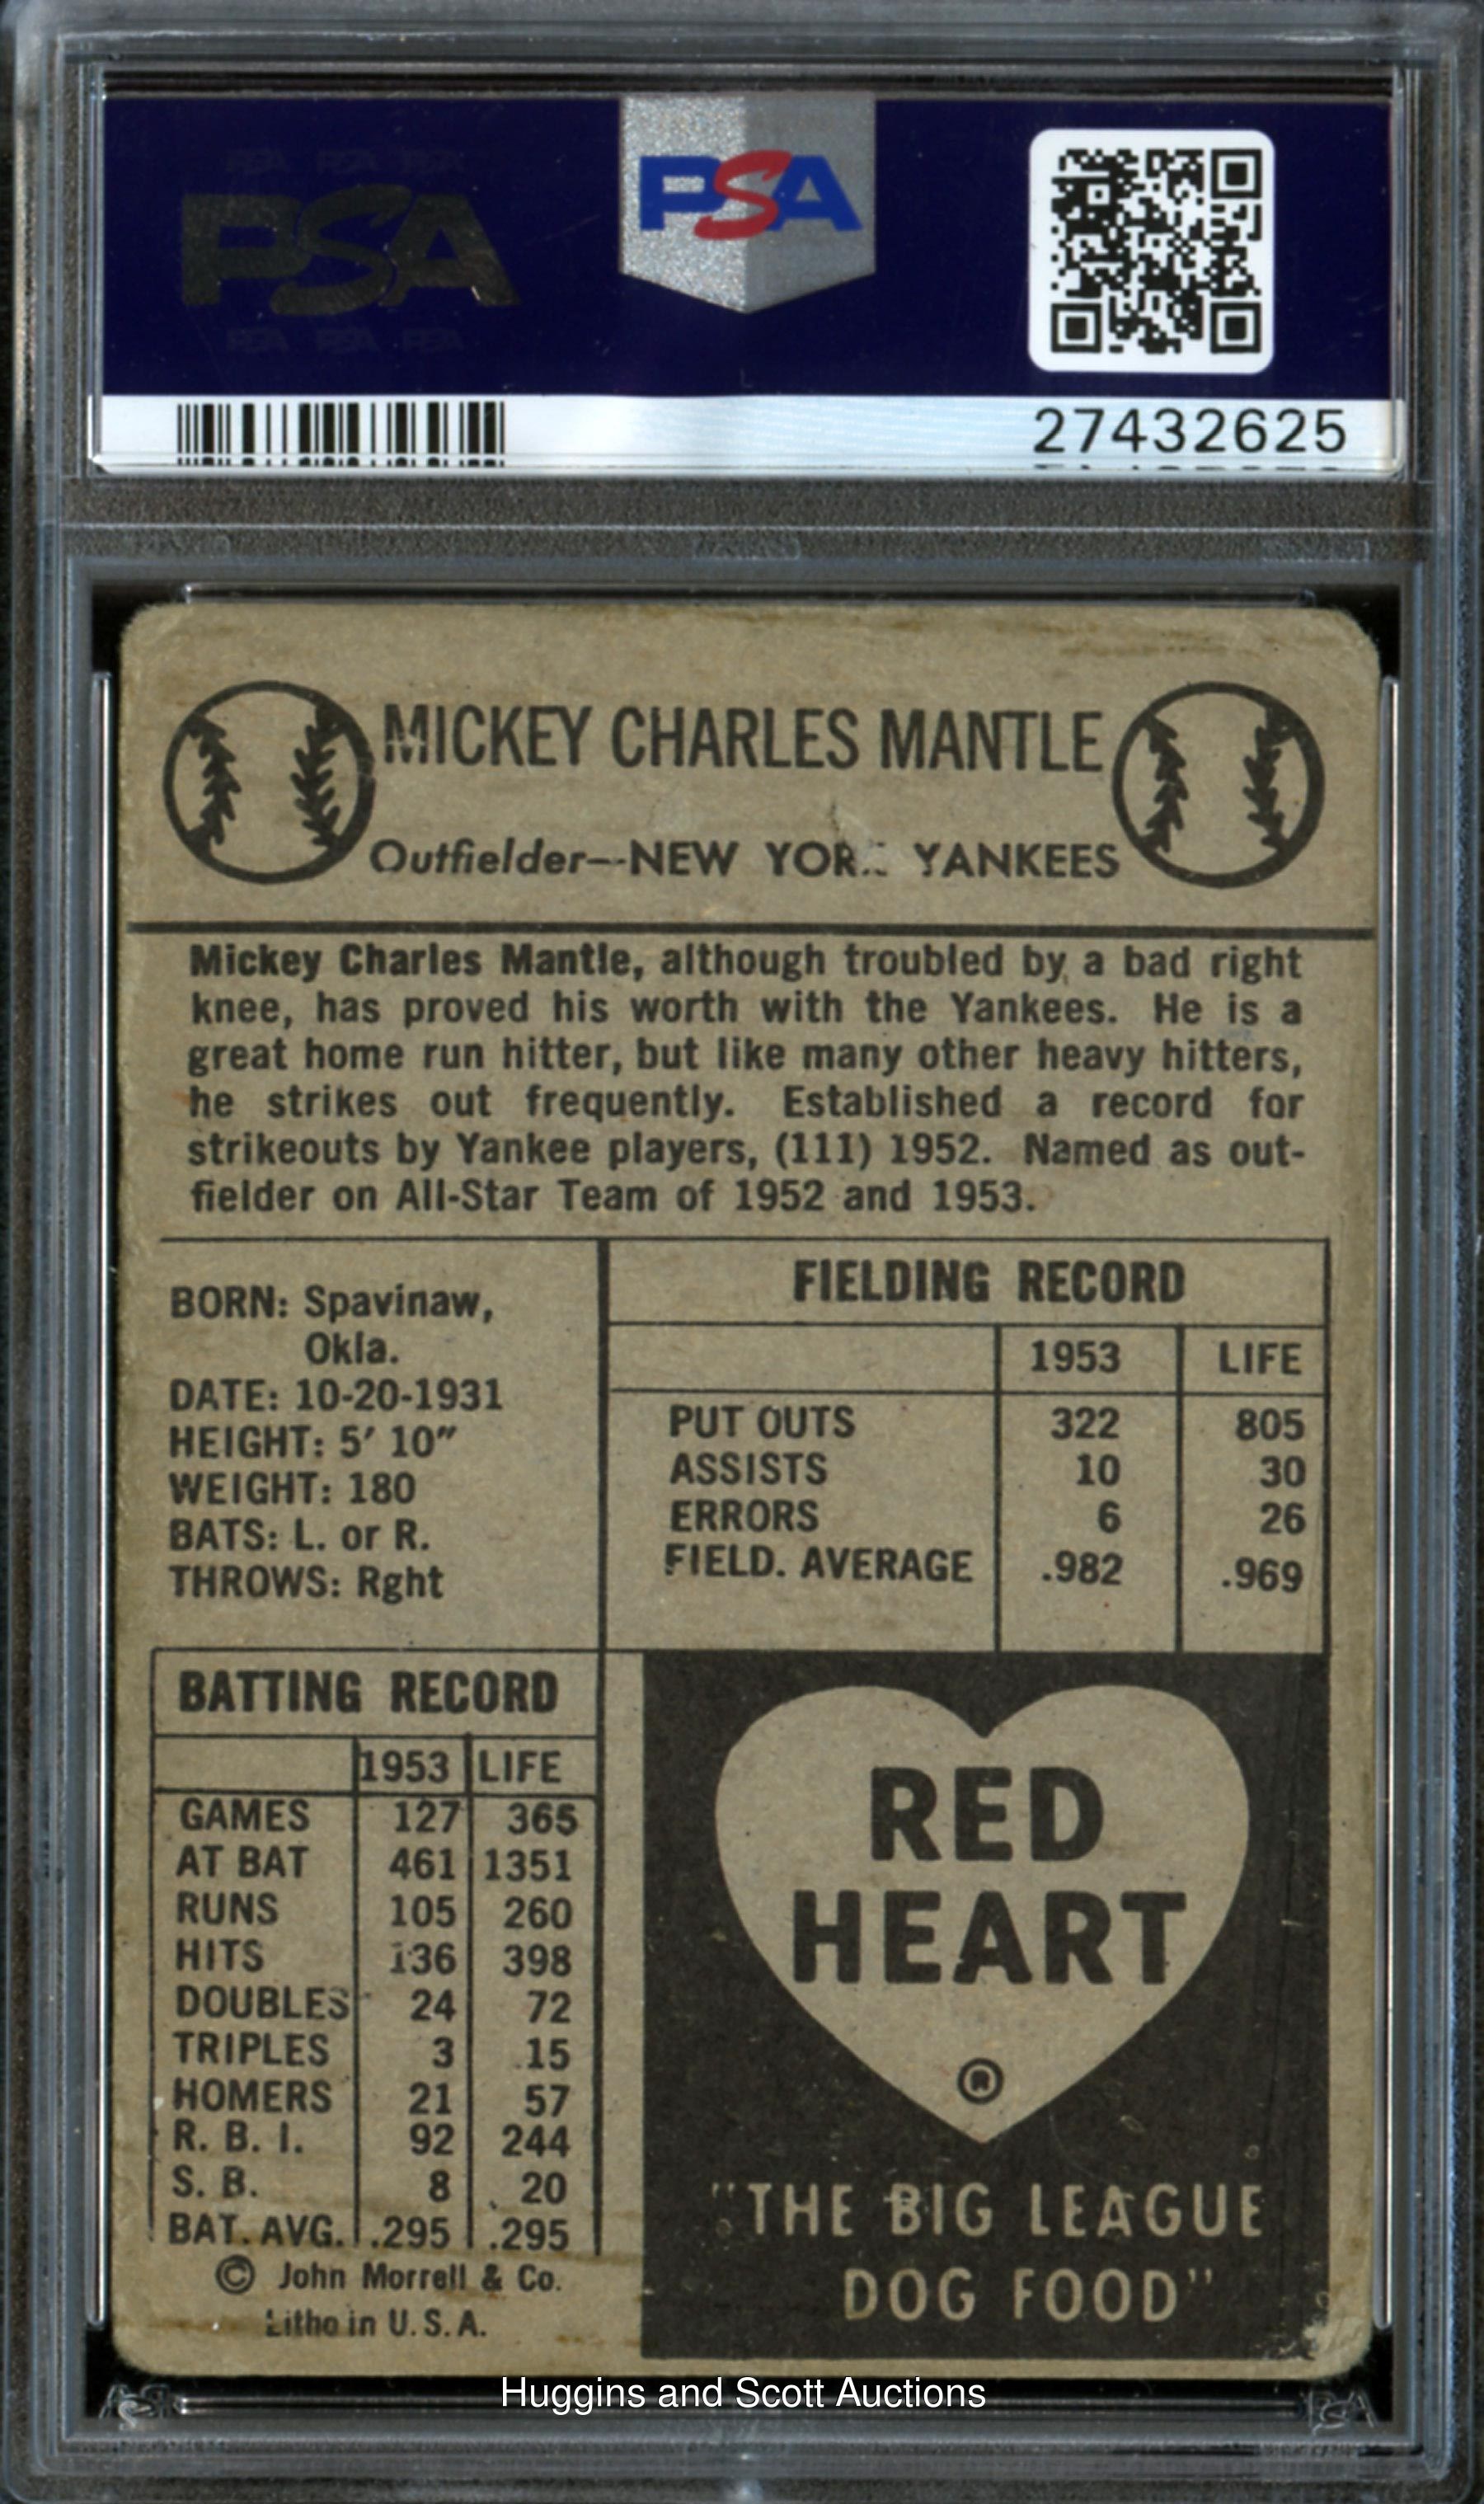 PSA
PSA
27432625
MICKEY CHARLES MANTLE
Outfielder—NEW YORK YANKEES
Mickey Charles Mantle, although troubled by a bad right
knee, has proved his worth with the Yankees. He is a
great home run hitter, but like many other heavy hitters,
he strikes out frequently. Established a record for
strikeouts by Yankee players, (111) 1952. Named as out-
fielder on All-Star Team of 1952 and 1953.
BORN: Spavinaw,
Okla.
DATE: 10-20-1931
HEIGHT: 5′ 10″
WEIGHT: 180
BATS: L. or R.
THROWS: Rght
FIELDING RECORD
1953 LIFE
PUT OUTS 322 805
ASSISTS 10 30
ERRORS 6 26
FIELD. AVERAGE .982 .969
BATTING RECORD
1953 LIFE
GAMES 127 365
AT BAT 461 1351
RUNS 105 260
HITS 136 398
DOUBLES 24 72
TRIPLES 3 15
HOMERS 21 57
R. B. I. 92 244
S. B. 8 20
BAT. AVG. .295 .295
© John Morrell & Co.
Litho in U. S. A.
RED
HEART
®
"THE BIG LEAGUE
DOG FOOD"
Huggins and Scott Auctions